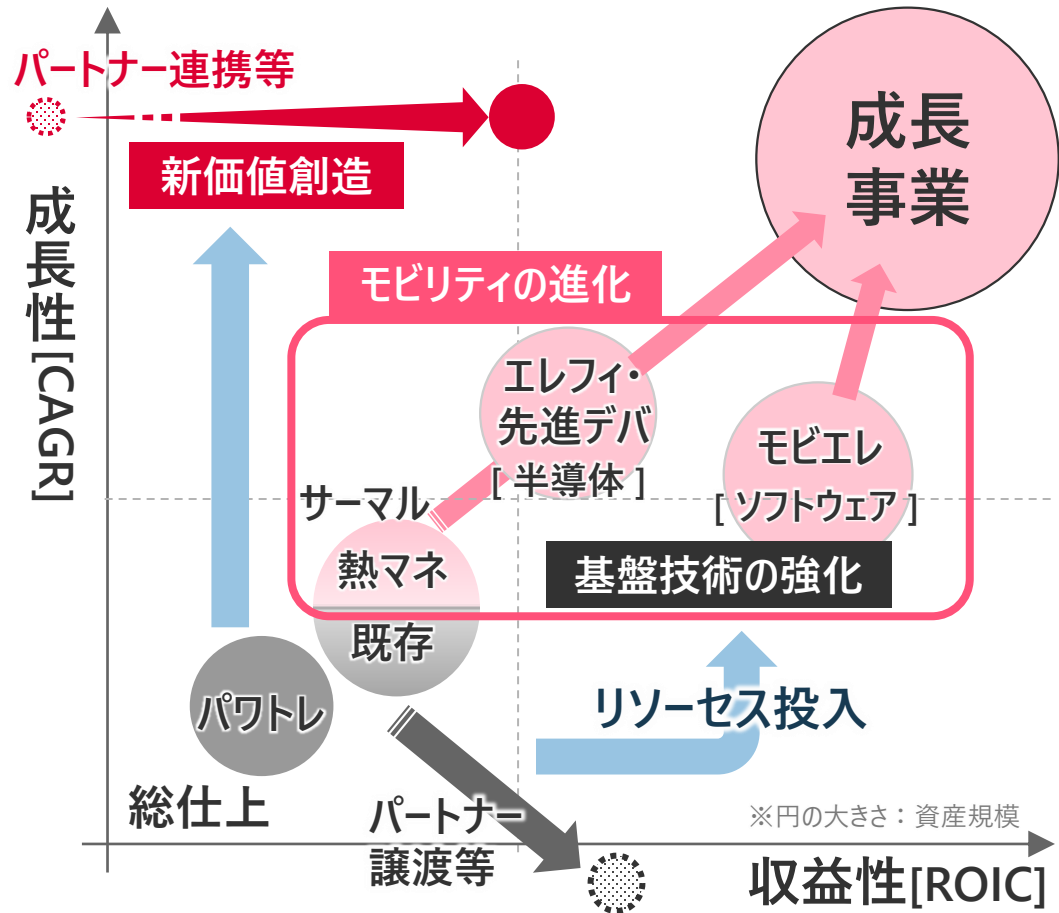 パートナー連携等
新価値創造
成長
事業
成長性[CAGR]
モビリティの進化
エレフィ・
先進デバ
[ 半導体 ]
モビエレ
[ ソフトウェア ]
サーマル
熱マネ
既存
基盤技術の強化
パワトレ
リソーセス投入
総仕上
パートナー
譲渡等
※円の大きさ：資産規模
収益性[ROIC]